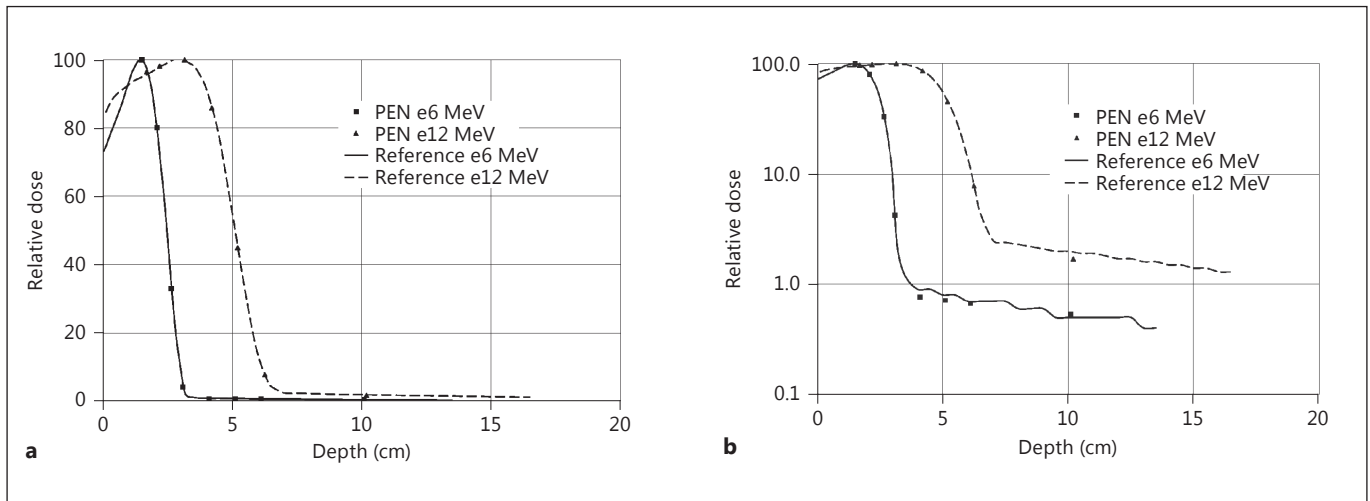 100
80
60
40
20
0
Relative dose
PEN e6 MeV
PEN e12 MeV
Reference e6 MeV
Reference e12 MeV
0
5
10
15
20
Depth (cm)
a
100.0
10.0
1.0
0.1
Relative dose
PEN e6 MeV
PEN e12 MeV
Reference e6 MeV
Reference e12 MeV
0
5
10
15
20
Depth (cm)
b